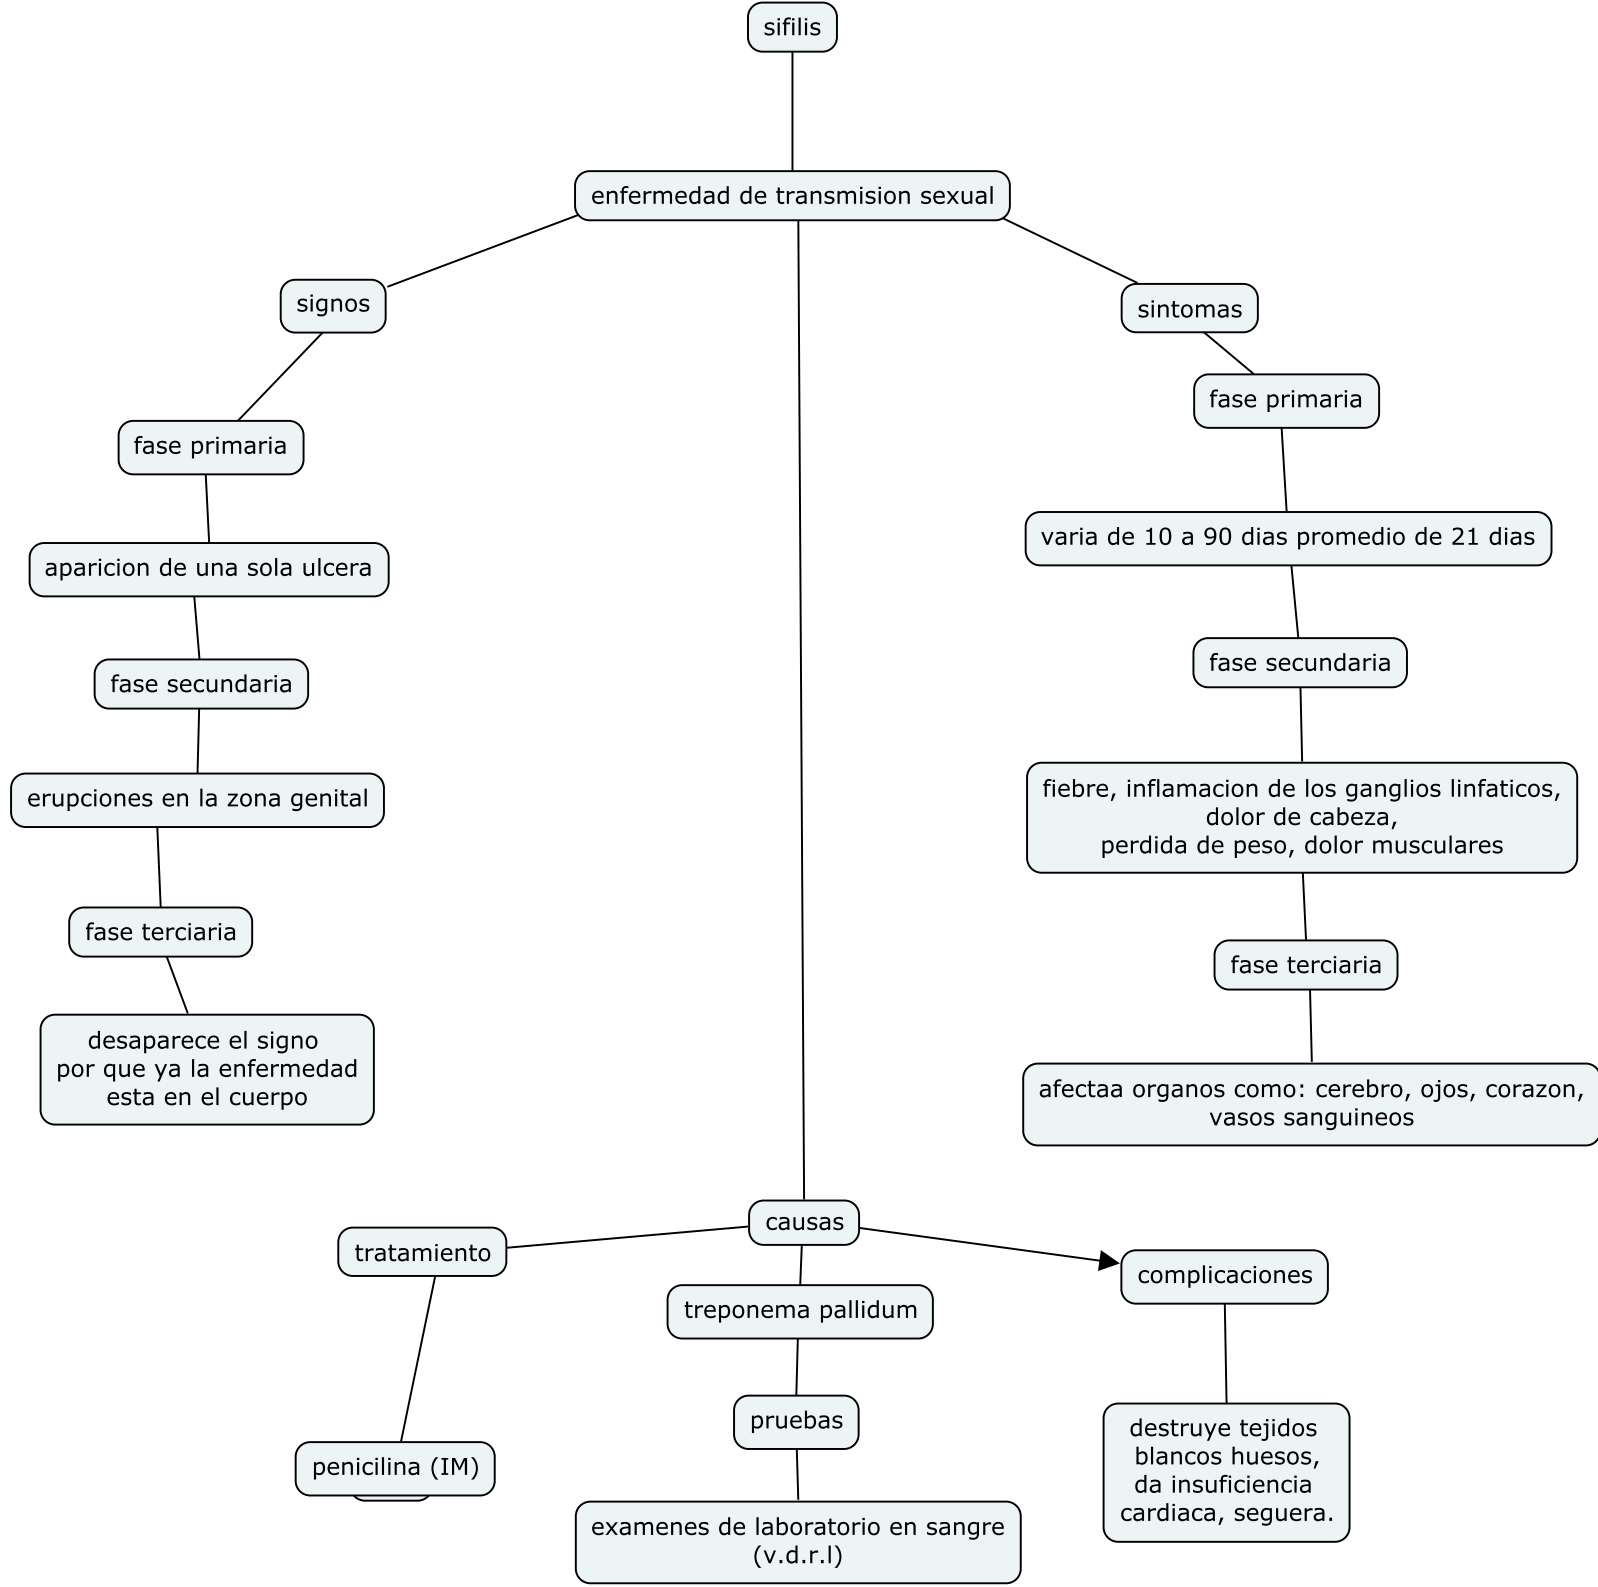 sifilis
enfermedad de transmision sexual
signos
fase primaria
aparicion de una sola ulcera
fase secundaria
erupciones en la zona genital
fase terciaria
desaparece el signo
por que ya la enfermedad
esta en el cuerpo
sintomas
fase primaria
varia de 10 a 90 dias promedio de 21 dias
fase secundaria
fiebre, inflamacion de los ganglios linfaticos,
dolor de cabeza,
perdida de peso, dolor musculares
fase terciaria
afectaa organos como: cerebro, ojos, corazon,
vasos sanguineos
causas
tratamiento
penicilina (IM)
treponema pallidum
pruebas
examenes de laboratorio en sangre
(v.d.r.l)
complicaciones
destruye tejidos
blancos huesos,
da insuficiencia
cardiaca, seguera.